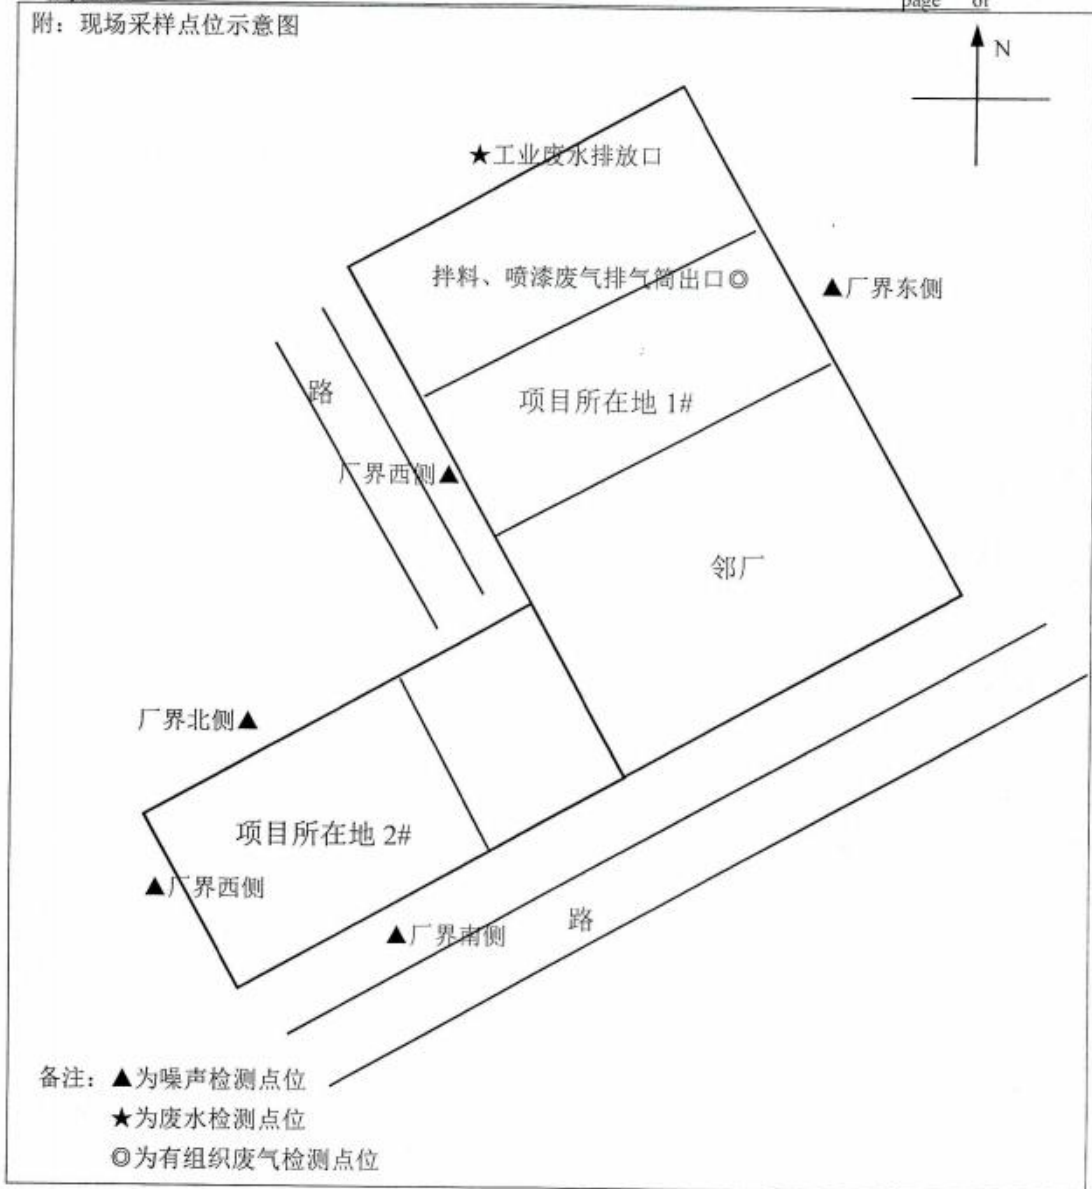 page of
附：现场采样点位示意图
N
★工业废水排放口
拌料、喷漆废气排气筒出口◎
▲厂界东侧
路
项目所在地 1#
厂界西侧▲
邻厂
厂界北侧▲
项目所在地 2#
▲厂界西侧
▲厂界南侧
路
备注：▲为噪声检测点位
★为废水检测点位
◎为有组织废气检测点位